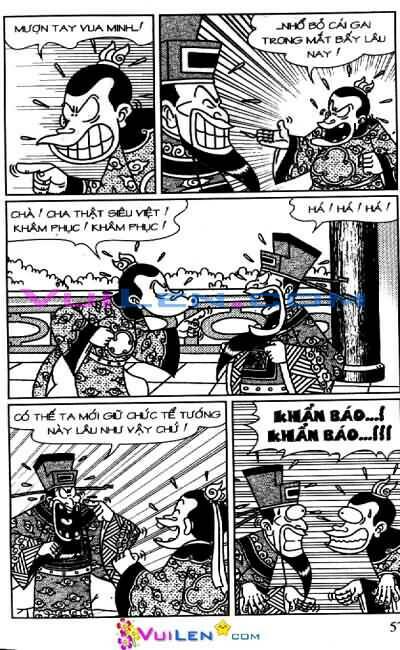 MƯỢN TAY VUA MINH..!
..NHỔ BỎ CÁI GAI
TRONG MẮT BẤY LÂU
NAY !
CHÀ ! CHA THẬT SIÊU VIỆT !
KHÂM PHỤC ! KHÂM PHỤC !
HÁ ! HÁ ! HÁ !
VUILEN.COM
CÓ THẾ TA MỚI GIỮ CHỨC TỂ TƯỚNG
NÀY LÂU NHƯ VẬY CHỨ !
KHẨN BÁO...!
KHẨN BÁO...!!!
57
VUILEN.COM